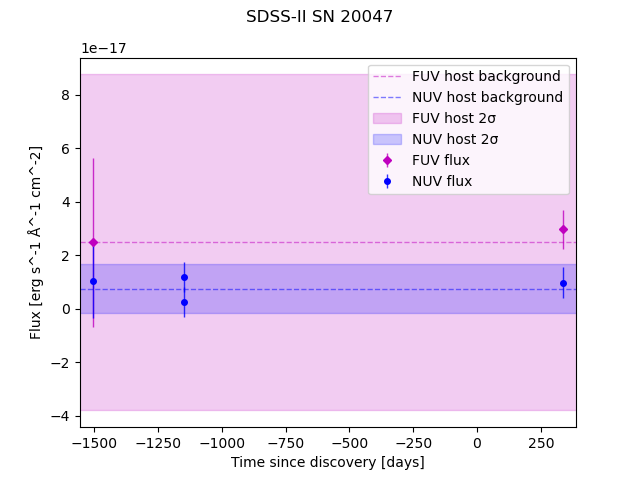 SDSS-II SN 20047
1e−17
FUV host background
NUV host background
FUV host 2σ
NUV host 2σ
FUV flux
NUV flux
8
6
4
2
0
−2
−4
Flux [erg s^-1 Å^-1 cm^-2]
−1500 −1250 −1000 −750 −500 −250 0 250
Time since discovery [days]